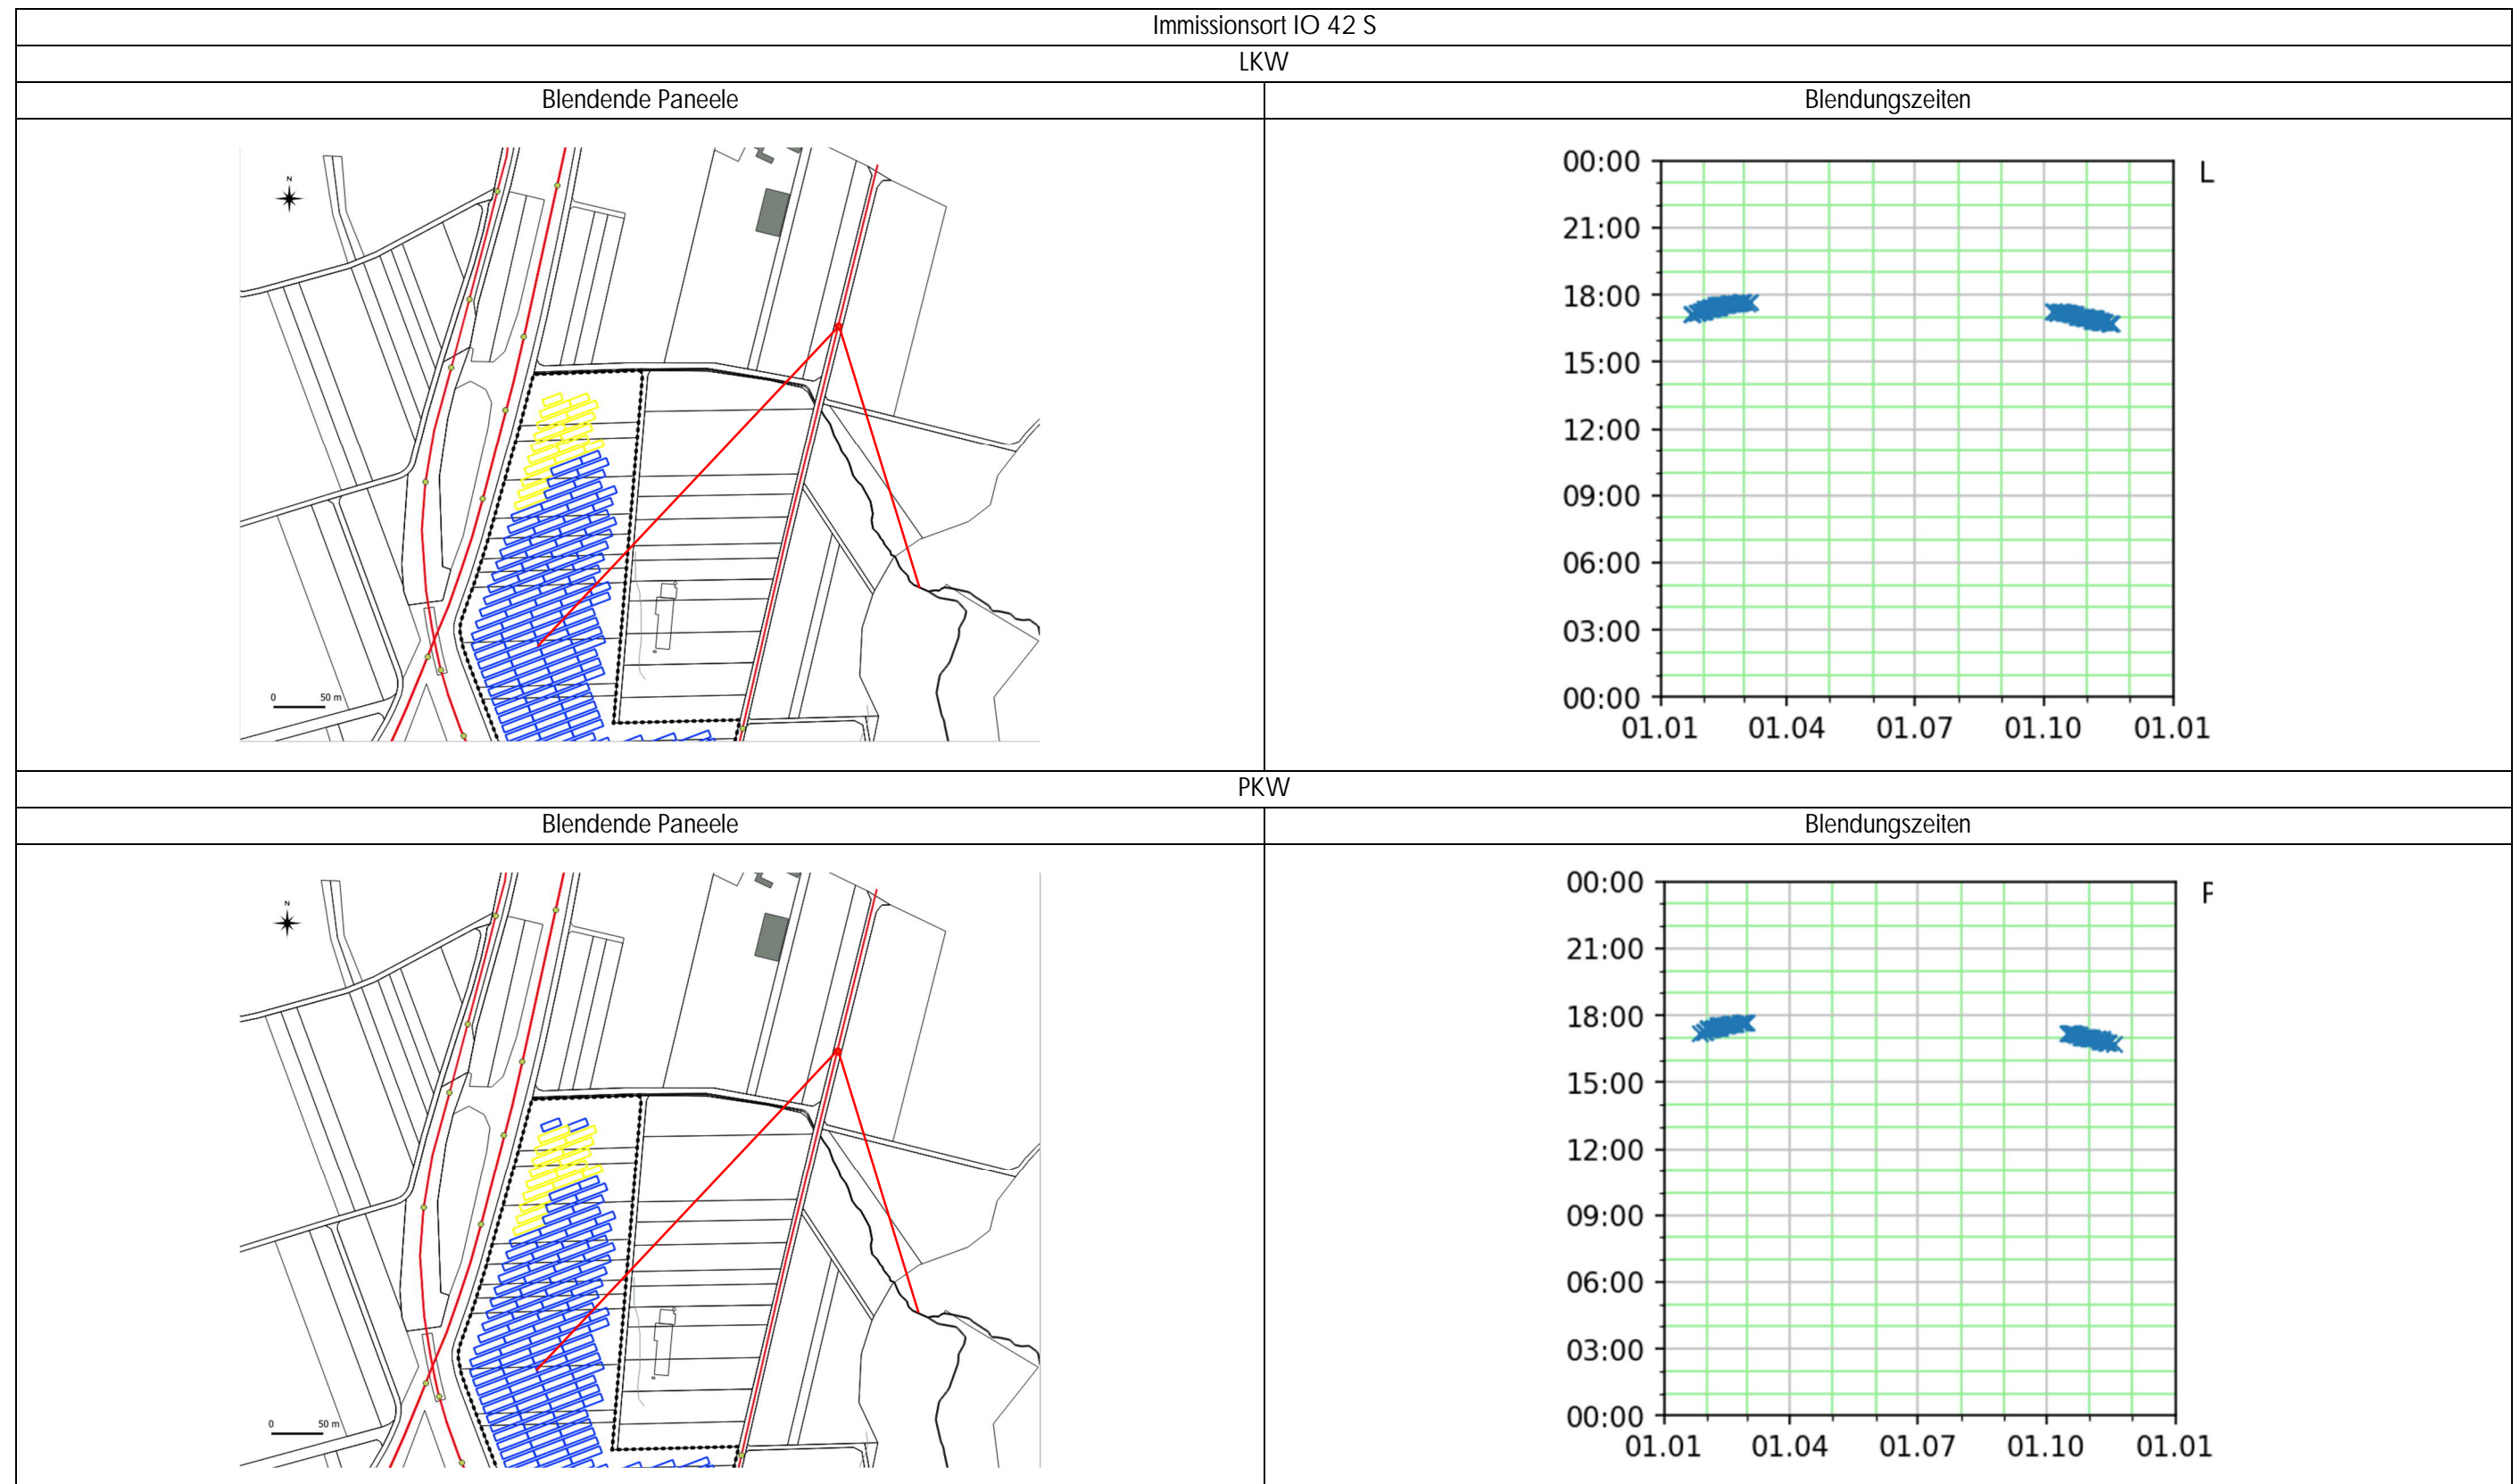 Immissionsort IO 42 S
LKW
Blendende Paneele
Blendungszeiten
N
0 50 m
00:00
21:00
18:00
15:00
12:00
09:00
06:00
03:00
00:00
01.01 01.04 01.07 01.10 01.01
L
PKW
Blendende Paneele
Blendungszeiten
N
0 50 m
00:00
21:00
18:00
15:00
12:00
09:00
06:00
03:00
00:00
01.01 01.04 01.07 01.10 01.01